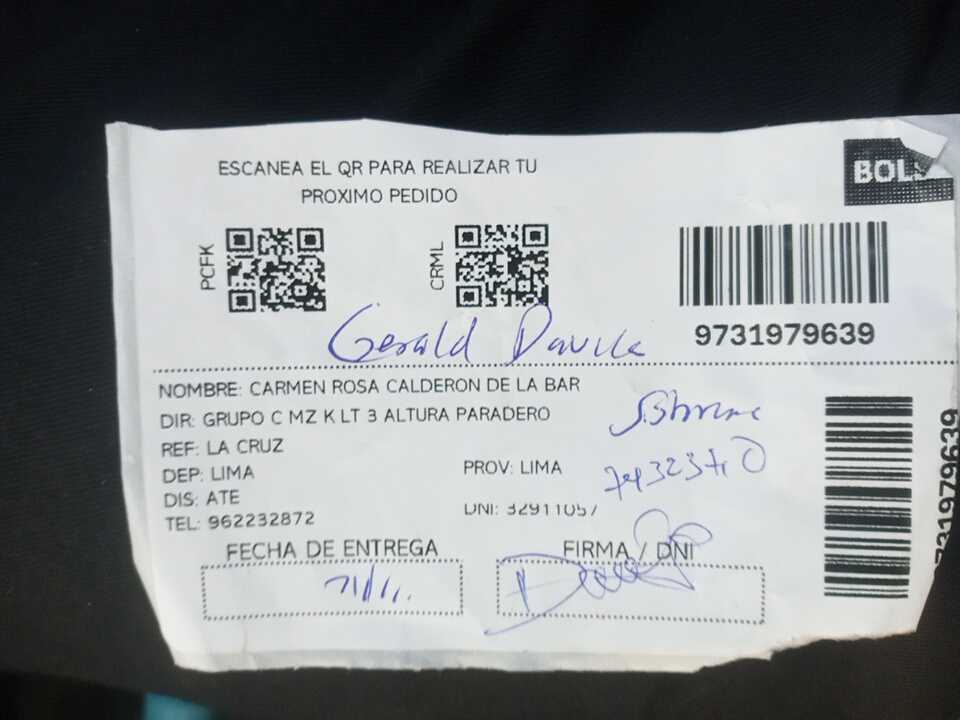 ESCANEA EL QR PARA REALIZAR TU
PROXIMO PEDIDO
PCFK
CRML
9731979639
Gerald Davila
NOMBRE: CARMEN ROSA CALDERON DE LA BAR
DIR: GRUPO C MZ K LT 3 ALTURA PARADERO
REF: LA CRUZ
DEP: LIMA
PROV: LIMA
DIS: ATE
DNI: 32911057
TEL: 962232872
FECHA DE ENTREGA
FIRMA / DNI
9731979639